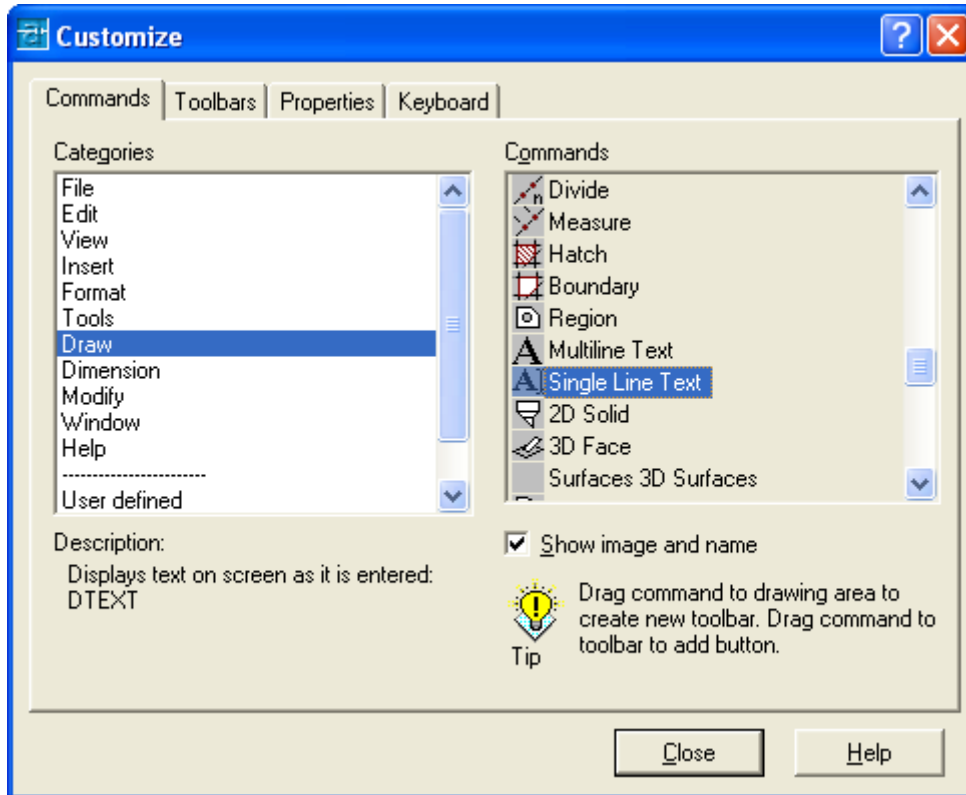 Customize
Commands
Toolbars
Properties
Keyboard
Categories
File
Edit
View
Insert
Format
Tools
Draw
Dimension
Modify
Window
Help
------------------------
User defined
Commands
Divide
Measure
Hatch
Boundary
Region
Multiline Text
Single Line Text
2D Solid
3D Face
Surfaces 3D Surfaces
Description:
Displays text on screen as it is entered:
DTEXT
Show image and name
Tip
Drag command to drawing area to
create new toolbar. Drag command to
toolbar to add button.
Close
Help